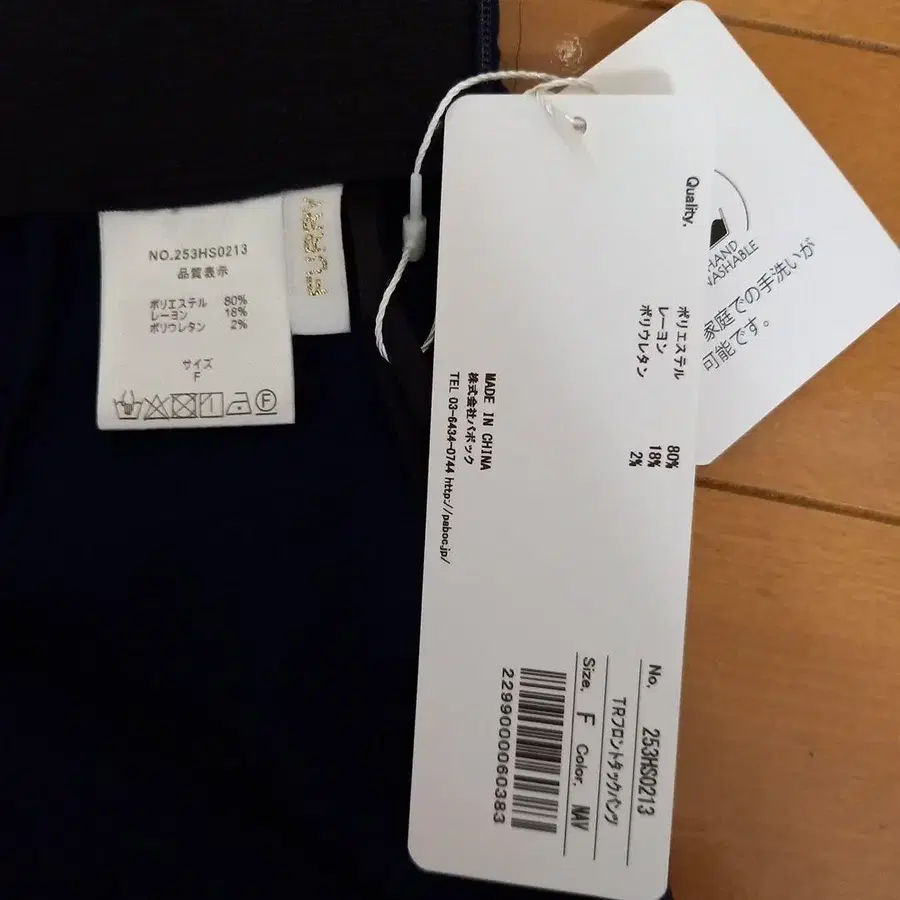 NO.253HS0213
品質表示
ポリエステル 80%
レーヨン 18%
ポリウレタン 2%
サイズ
F
Quality.
ポリエステル 80%
レーヨン 18%
ポリウレタン 2%
MADE IN CHINA
株式会社パボック
TEL 03-6434-0744 http://paboc.jp/
No. 253HS0213
TRフロントタックパンツ
Size. F Color. NAV
2299000060383
HAND
WASHABLE
家庭での手洗いが
可能です。